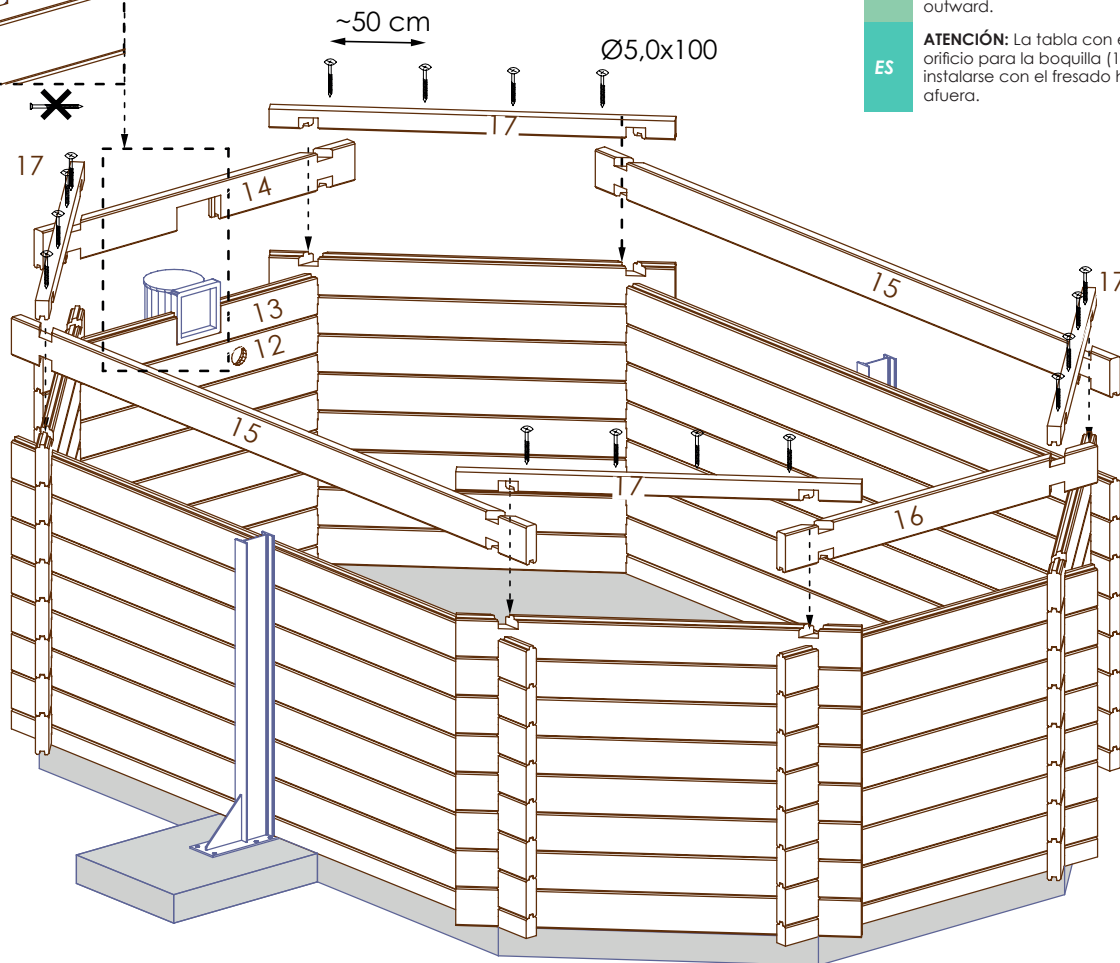 outward.
ES
ATENCIÓN: La tabla con e
orificio para la boquilla (1
instalarse con el fresado h
afuera.
~50 cm
Ø5,0x100
17
17
14
15
17
13
12
15
17
16